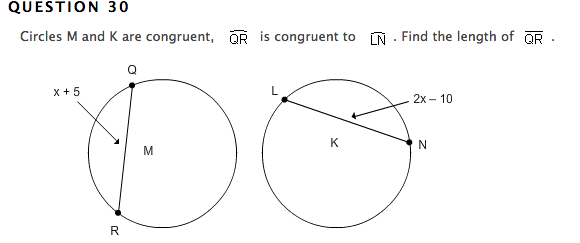 QUESTION 30
Circles M and K are congruent, QR is congruent to LN . Find the length of QR .
Q
x + 5
M
R
L
2x – 10
K
N